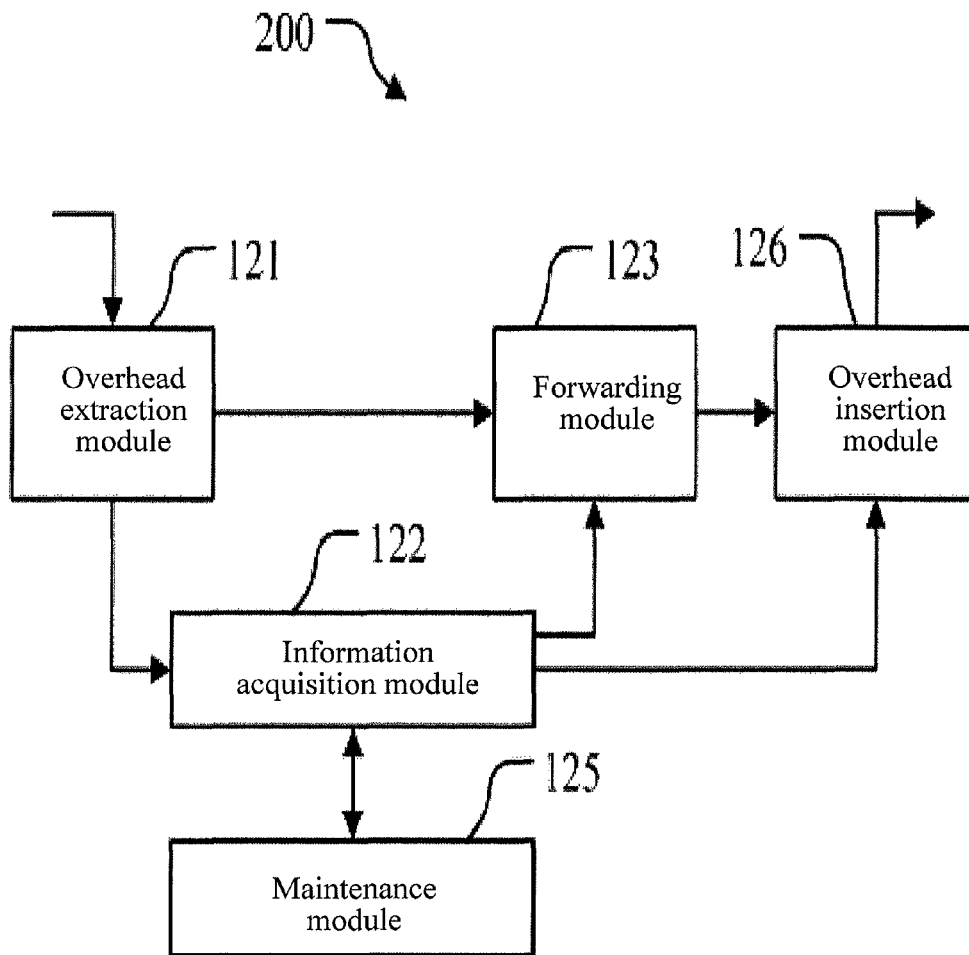 200
121
123
126
Overhead
extraction
module
Forwarding
module
Overhead
insertion
module
122
Information
acquisition module
125
Maintenance
module